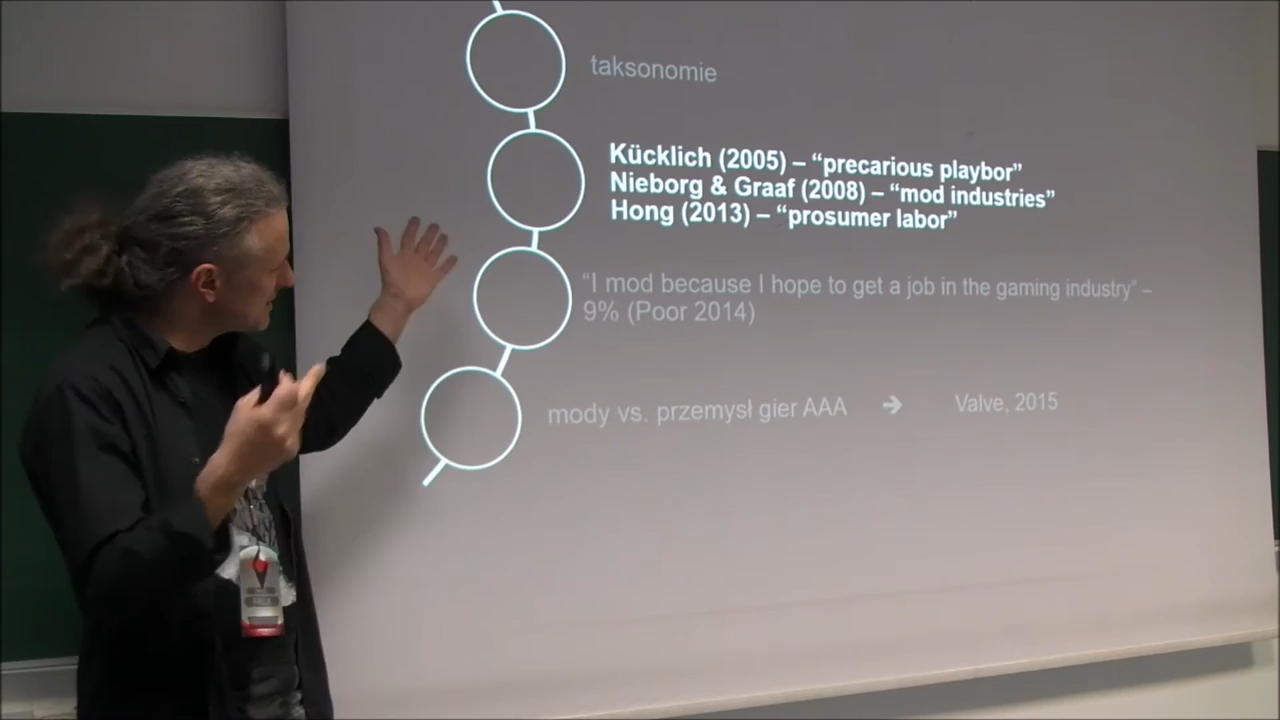 taksonomie
Kücklich (2005) – “precarious playbor”
Nieborg & Graaf (2008) – “mod industries”
Hong (2013) – “prosumer labor”
“I mod because I hope to get a job in the gaming industry” –
9% (Poor 2014)
mody vs. przemysł gier AAA ➔ Valve, 2015